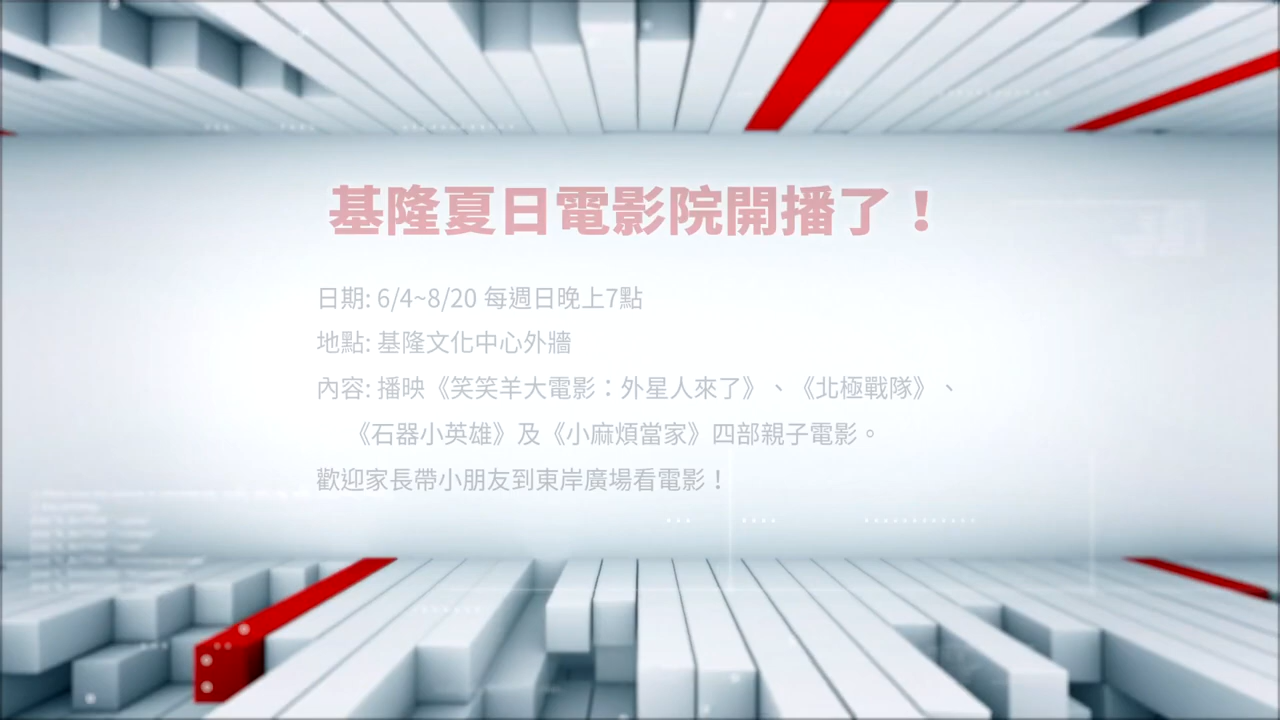 基隆夏日電影院開播了！
日期: 6/4~8/20 每週日晚上7點
地點: 基隆文化中心外牆
內容: 播映《笑笑羊大電影：外星人來了》、《北極戰隊》、
《石器小英雄》及《小麻煩當家》四部親子電影。
歡迎家長帶小朋友到東岸廣場看電影！